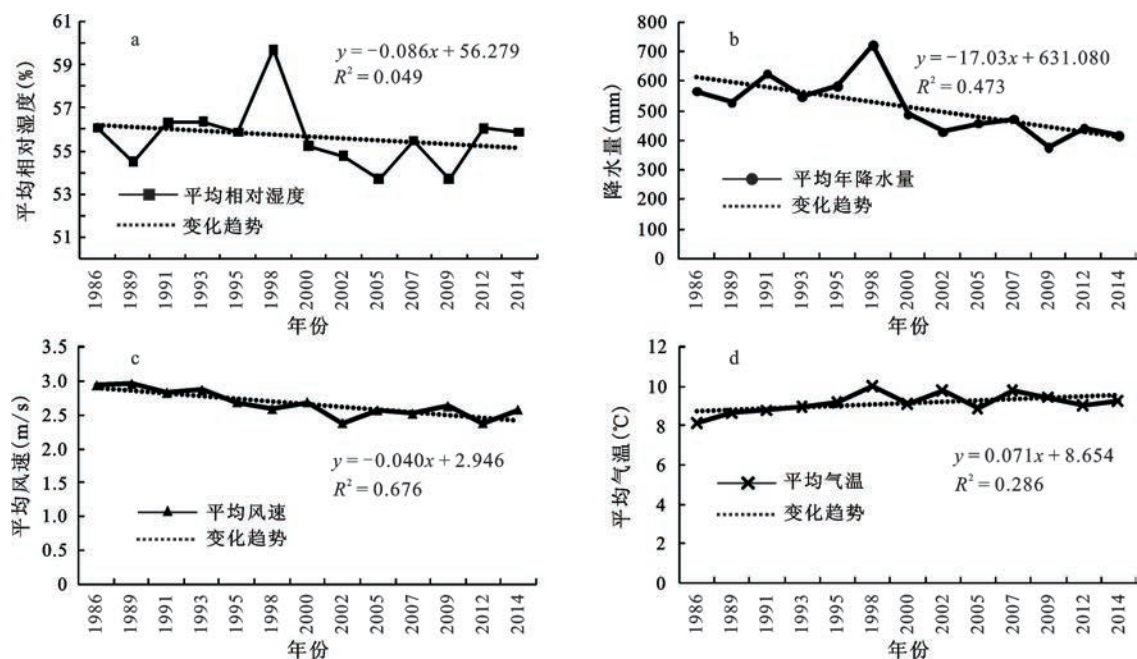 a
平均相对湿度(%)
61
59
57
55
53
51
y = −0.086x + 56.279
R² = 0.049
平均相对湿度
变化趋势
1986 1989 1991 1993 1995 1998 2000 2002 2005 2007 2009 2012 2014
年份
b
降水量(mm)
800
700
600
500
400
300
200
100
0
y = −17.03x + 631.080
R² = 0.473
平均年降水量
变化趋势
1986 1989 1991 1993 1995 1998 2000 2002 2005 2007 2009 2012 2014
年份
c
平均风速(m/s)
3.5
3.0
2.5
2.0
1.5
1.0
0.5
0
y = −0.040x + 2.946
R² = 0.676
平均风速
变化趋势
1986 1989 1991 1993 1995 1998 2000 2002 2005 2007 2009 2012 2014
年份
d
平均气温(℃)
12
10
8
6
4
2
0
y = 0.071x + 8.654
R² = 0.286
平均气温
变化趋势
1986 1989 1991 1993 1995 1998 2000 2002 2005 2007 2009 2012 2014
年份